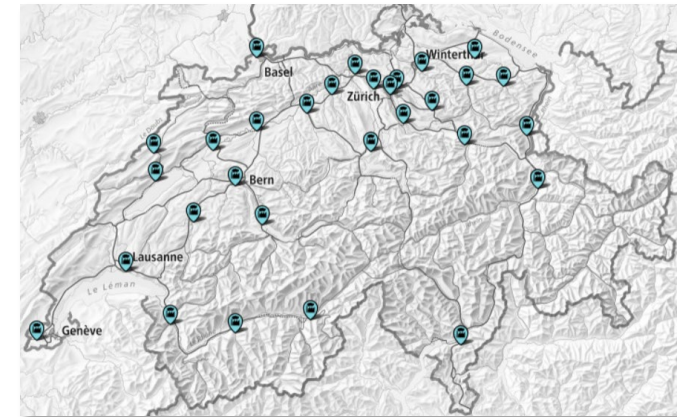 Bodensee
Winterthur
Basel
Zürich
Bern
Lausanne
Le Léman
Genève